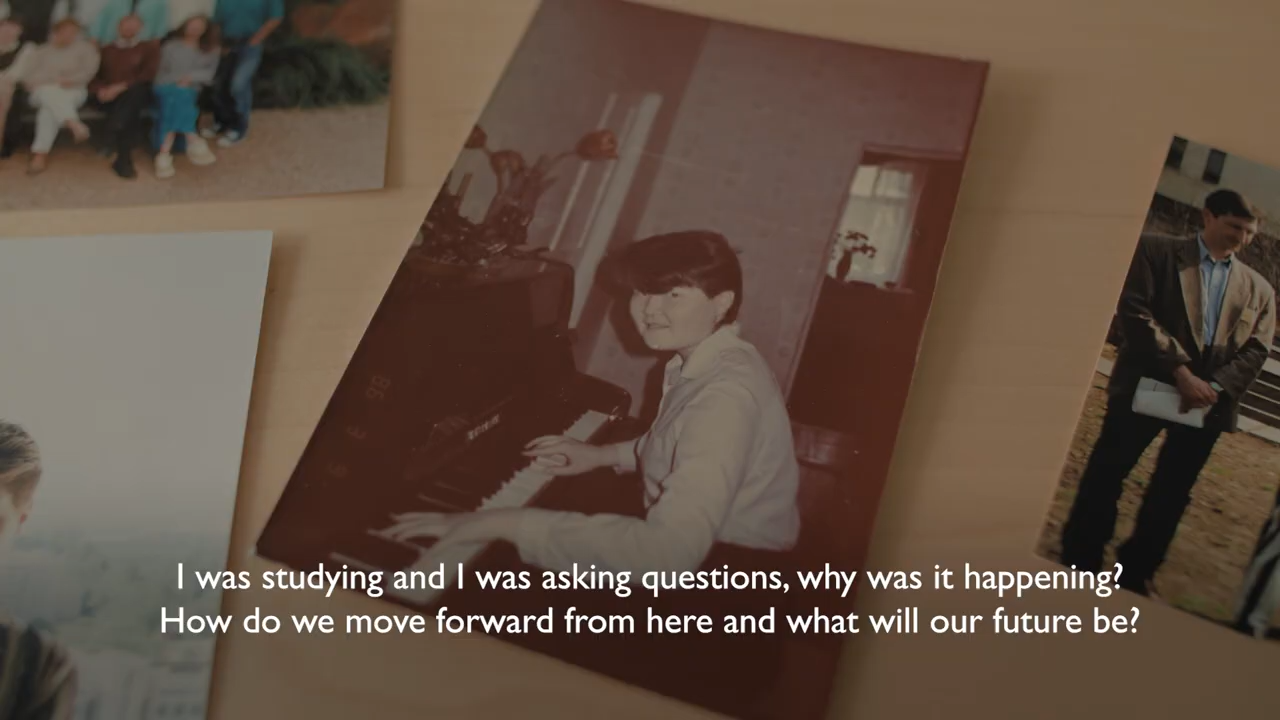 I was studying and I was asking questions, why was it happening?
How do we move forward from here and what will our future be?